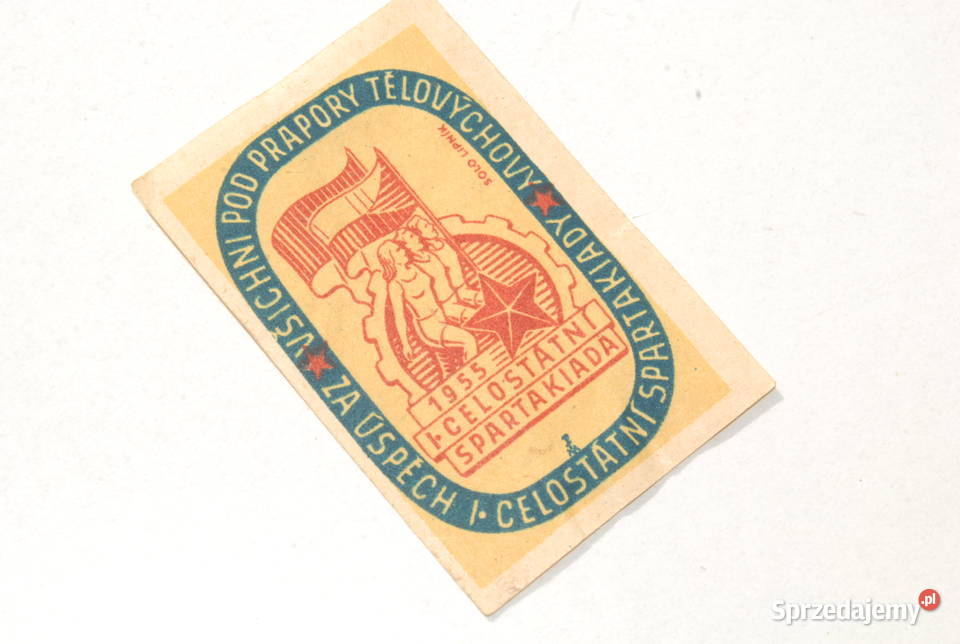 VŠICHNI POD PRAPORY TĚLOVÝCHOVY
ZA ÚSPĚCH I. CELOSTÁTNÍ SPARTAKIADY
SOLO LIPNÍK
1955
I. CELOSTÁTNÍ
SPARTAKIADA
Sprzedajemy.pl